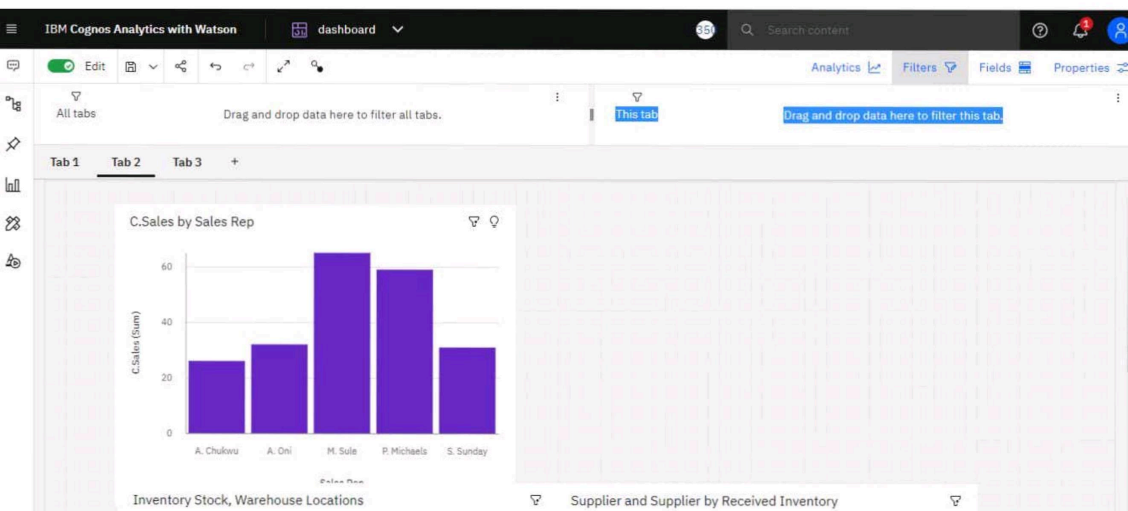 IBM Cognos Analytics with Watson
dashboard
350
Search content
1
Edit
Analytics
Filters
Fields
Properties
All tabs
Drag and drop data here to filter all tabs.
This tab
Drag and drop data here to filter this tab.
Tab 1 Tab 2 Tab 3 +
C.Sales by Sales Rep
C.Sales (Sum)
60
40
20
0
A. Chukwu A. Oni M. Sule P. Michaels S. Sunday
Sales Rep
Inventory Stock, Warehouse Locations
Supplier and Supplier by Received Inventory